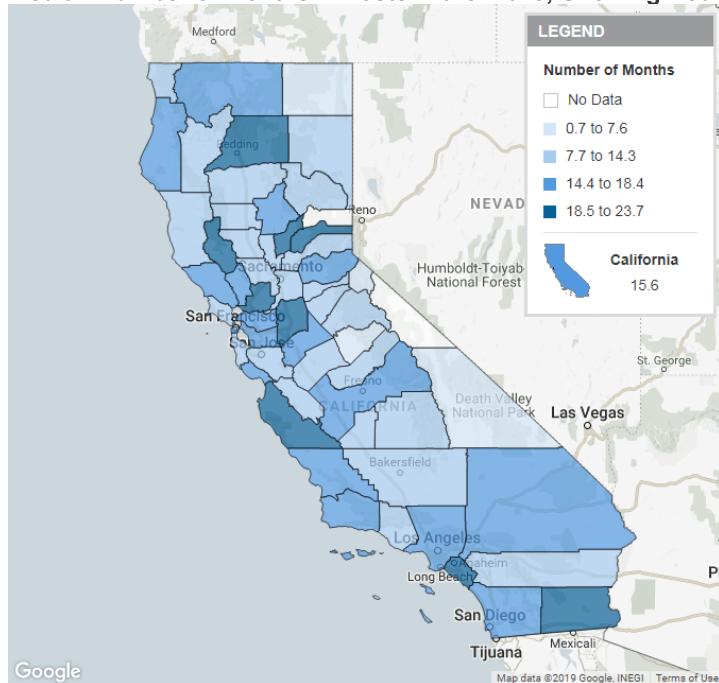 Medford
LEGEND
Number of Months
No Data
0.7 to 7.6
7.7 to 14.3
14.4 to 18.4
18.5 to 23.7
California
15.6
Redding
Reno
NEVAD
Sacramento
Humboldt-Toiyab
National Forest
San Francisco
San Jose
St. George
Fresno
CALIFORNIA
Death Valley
National Park
Las Vegas
Bakersfield
Los Angeles
Anaheim
Long Beach
P
San Diego
Mexicali
Tijuana
Google
Map data ©2019 Google, INEGI
Terms of Use